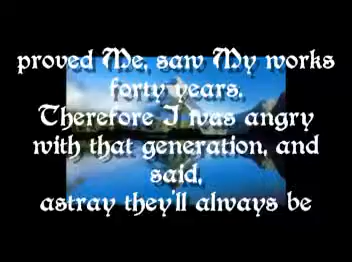 proved Me, saw My works
forty years.
Therefore I was angry
with that generation, and
said,
astray they'll always be